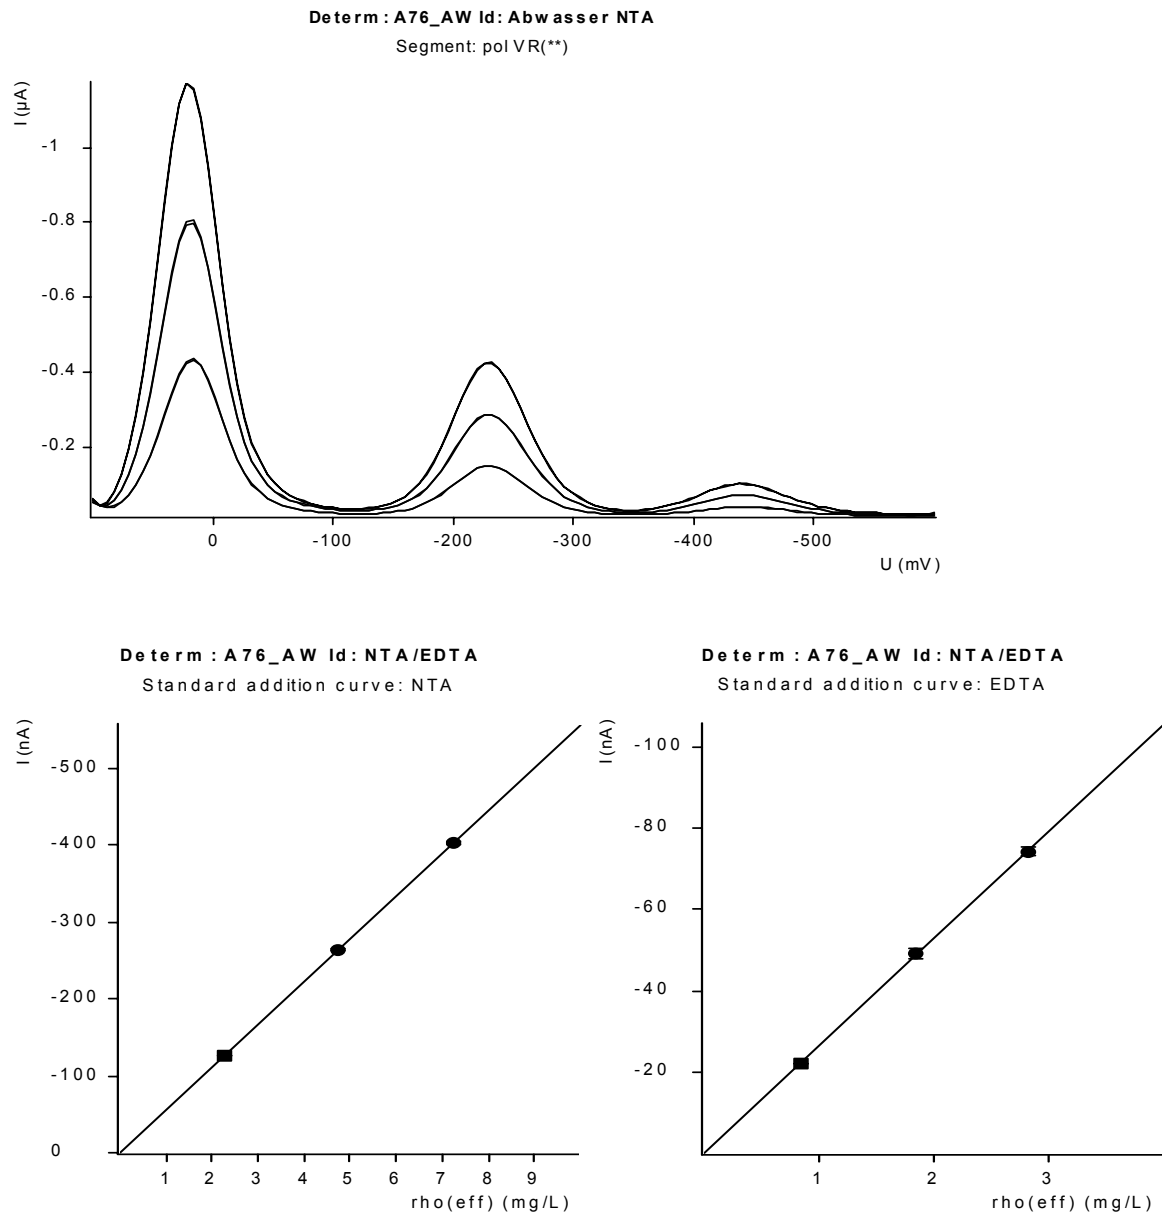 Determ : A76_AW Id: Abwasser NTA
Segment: pol VR(**)
I (µA)
-1
-0.8
-0.6
-0.4
-0.2
0 -100 -200 -300 -400 -500
U (mV)
Determ : A76_AW Id: NTA/EDTA
Standard addition curve: NTA
I (nA)
-500
-400
-300
-200
-100
0
1 2 3 4 5 6 7 8 9
rho(eff) (mg/L)
Determ : A76_AW Id: NTA/EDTA
Standard addition curve: EDTA
I (nA)
-100
-80
-60
-40
-20
1 2 3
rho(eff) (mg/L)